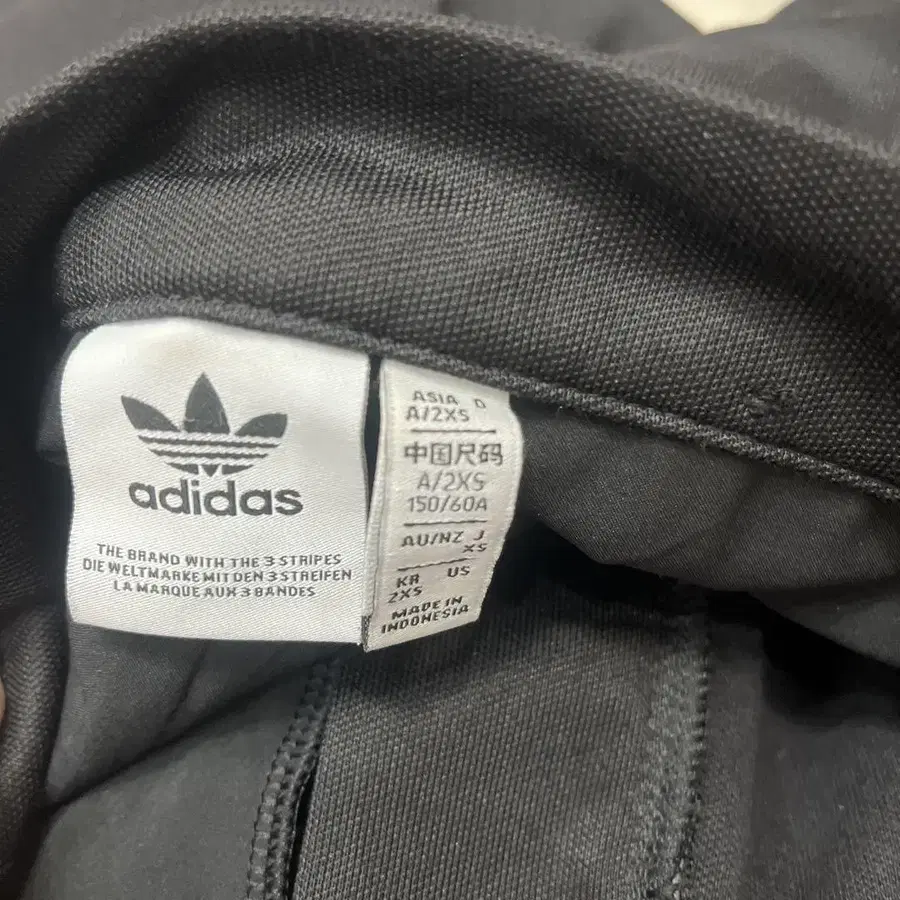 adidas
THE BRAND WITH THE 3 STRIPES
DIE WELTMARKE MIT DEN 3 STREIFEN
LA MARQUE AUX 3 BANDES
ASIA D
A/2XS
中国尺码
A/2XS
150/60A
AU/NZ J
XS
KR US
2XS
MADE IN
INDONESIA